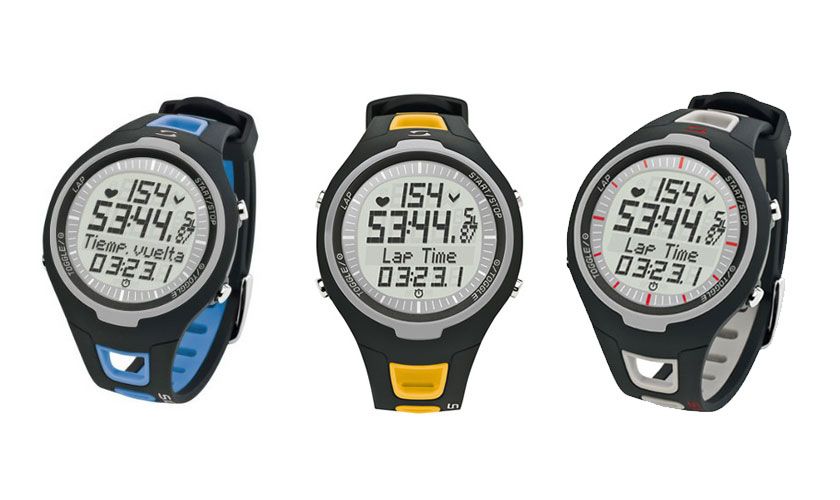 LAP
START/STOP
154
53:44.5
Tiemp. vuelta
03:23.1
TOGGLE/
/TOGGLE
LAP
START/STOP
154
53:44.5
Lap Time
03:23.1
TOGGLE/
/TOGGLE
LAP
START/STOP
154
53:44.5
Lap Time
03:23.1
TOGGLE/
/TOGGLE